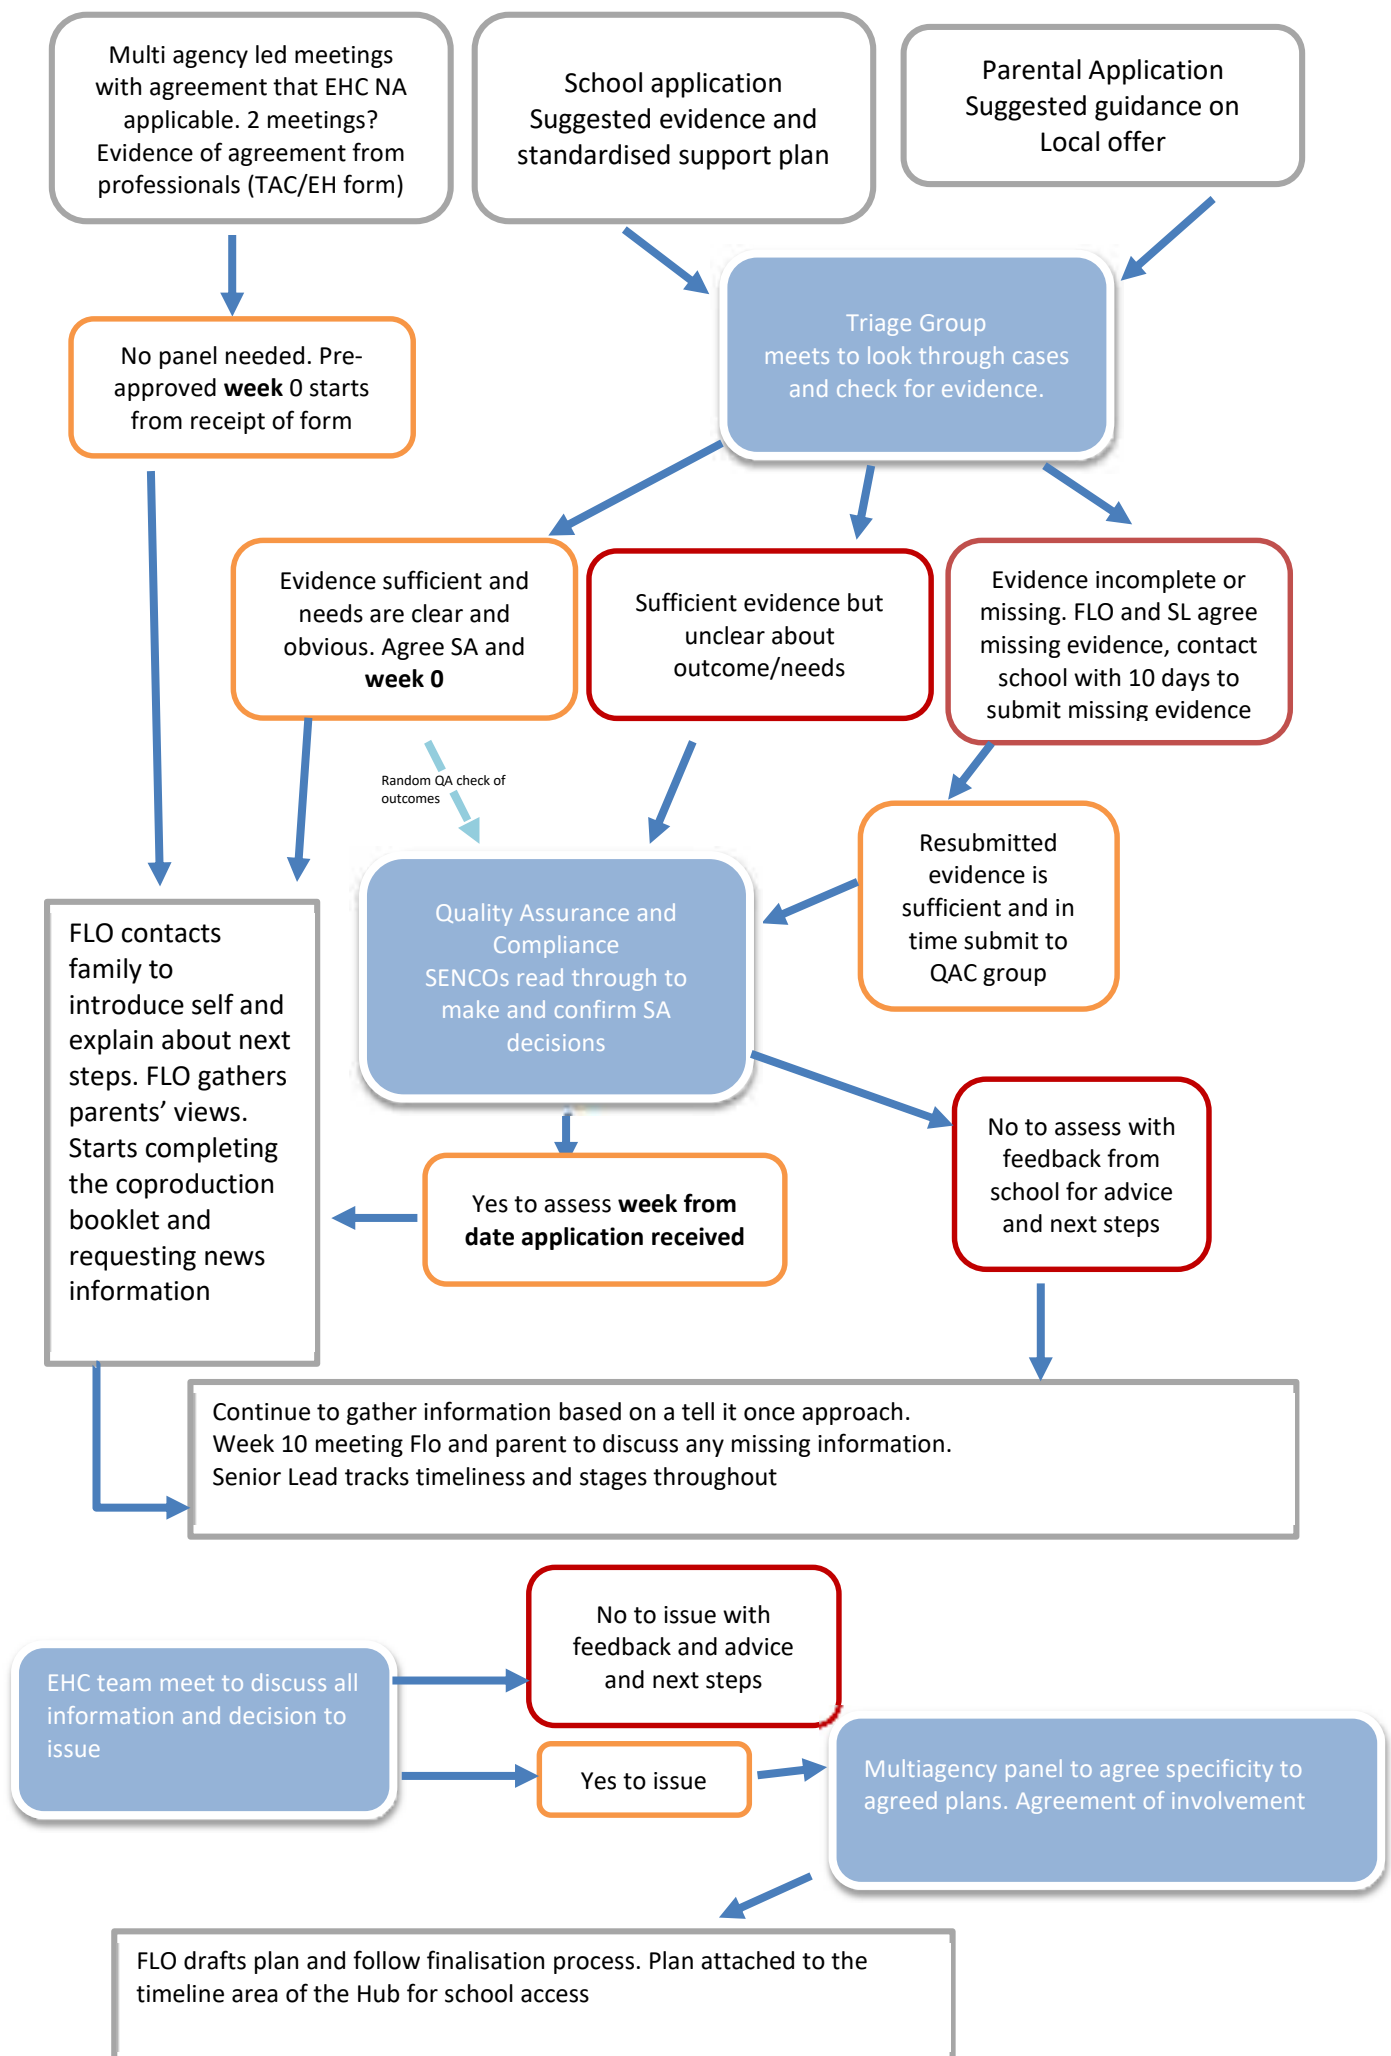 Multi agency led meetings
with agreement that EHC NA
applicable. 2 meetings?
Evidence of agreement from
professionals (TAC/EH form)
School application
Suggested evidence and
standardised support plan
Parental Application
Suggested guidance on
Local offer
No panel needed. Pre-
approved week 0 starts
from receipt of form
Triage Group
meets to look through cases
and check for evidence.
Evidence sufficient and
needs are clear and
obvious. Agree SA and
week 0
Sufficient evidence but
unclear about
outcome/needs
Evidence incomplete or
missing. FLO and SL agree
missing evidence, contact
school with 10 days to
submit missing evidence
Random QA check of
outcomes
Resubmitted
evidence is
sufficient and in
time submit to
QAC group
Quality Assurance and
Compliance
SENCOs read through to
make and confirm SA
decisions
FLO contacts
family to
introduce self and
explain about next
steps. FLO gathers
parents’ views.
Starts completing
the coproduction
booklet and
requesting news
information
No to assess with
feedback from
school for advice
and next steps
Yes to assess week from
date application received
Continue to gather information based on a tell it once approach.
Week 10 meeting Flo and parent to discuss any missing information.
Senior Lead tracks timeliness and stages throughout
No to issue with
feedback and advice
and next steps
EHC team meet to discuss all
information and decision to
issue
Yes to issue
Multiagency panel to agree specificity to
agreed plans. Agreement of involvement
FLO drafts plan and follow finalisation process. Plan attached to the
timeline area of the Hub for school access